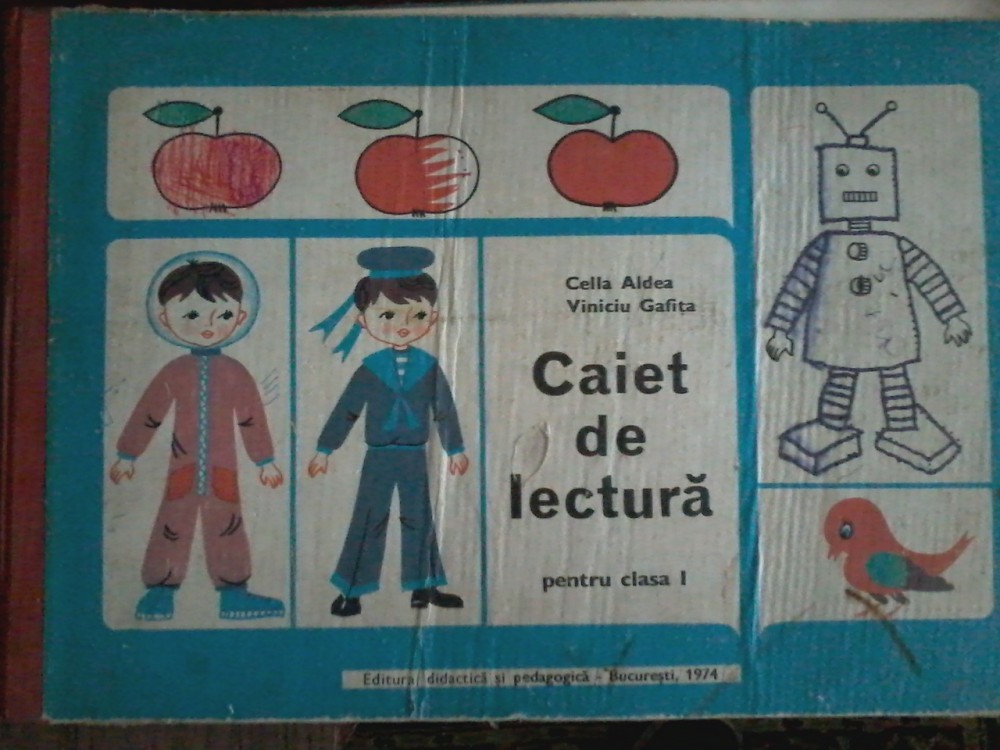 Cella Aldea
Viniciu Gafița
Caiet
de
lectură
pentru clasa I
Editura didactică și pedagogică - București, 1974